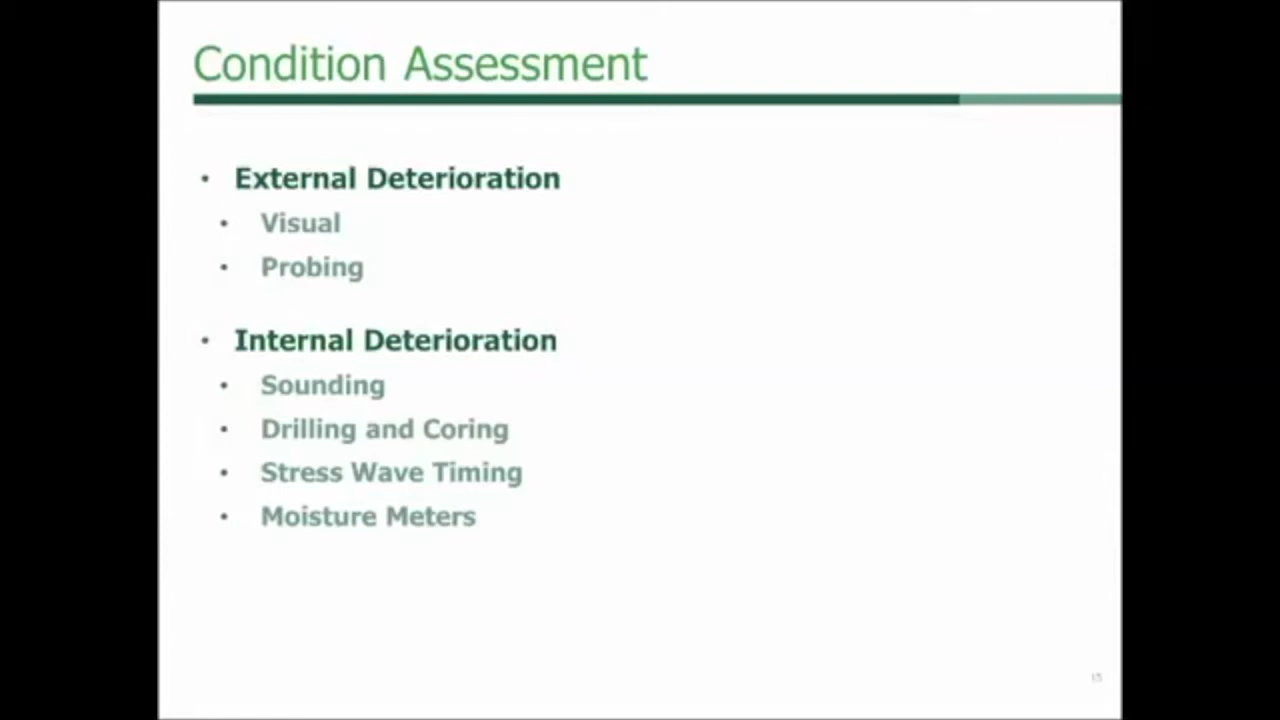 Condition Assessment
• External Deterioration
• Visual
• Probing
• Internal Deterioration
• Sounding
• Drilling and Coring
• Stress Wave Timing
• Moisture Meters